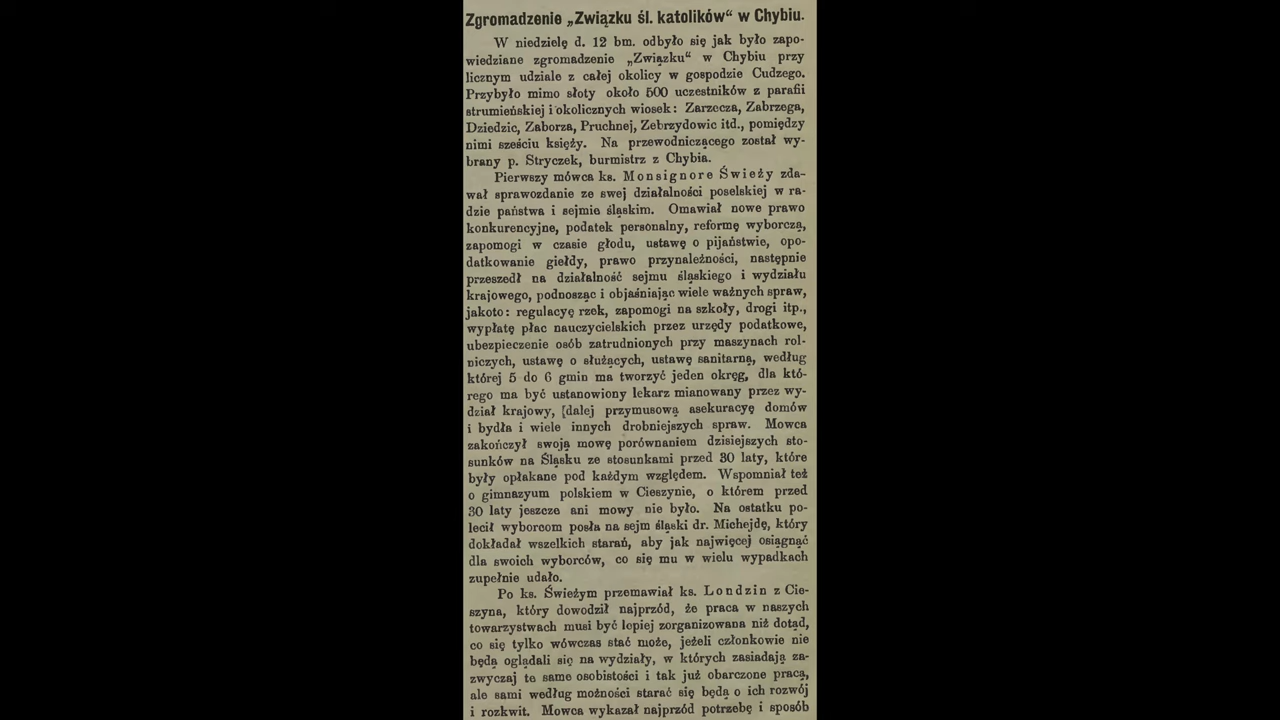 Zgromadzenie „Związku śl. katolików“ w Chybiu.
W niedzielę d. 12 bm. odbyło się jak było zapo-
wiedziane zgromadzenie „Związku“ w Chybiu przy
licznym udziale z całej okolicy w gospodzie Cudzego.
Przybyło mimo słoty około 500 uczestników z parafii
strumieńskiej i okolicznych wiosek: Zarzecza, Zabrzega,
Dziedzic, Zaborza, Pruchnej, Zebrzydowic itd., pomiędzy
nimi sześciu księży. Na przewodniczącego został wy-
brany p. Stryczek, burmistrz z Chybia.
Pierwszy mówca ks. Monsignore Świeży zda-
wał sprawozdanie ze swej działalności poselskiej w ra-
dzie państwa i sejmie śląskim. Omawiał nowe prawo
konkurencyjne, podatek personalny, reformę wyborczą,
zapomogi w czasie głodu, ustawę o pijaństwie, opo-
datkowanie giełdy, prawo przynależności, następnie
przeszedł na działalność sejmu śląskiego i wydziału
krajowego, podnosząc i objaśniając wiele ważnych spraw,
jakoto: regulacyę rzek, zapomogi na szkoły, drogi itp.,
wypłatę płac nauczycielskich przez urzędy podatkowe,
ubezpieczenie osób zatrudnionych przy maszynach rol-
niczych, ustawę o służących, ustawę sanitarną, według
której 5 do 6 gmin ma tworzyć jeden okręg, dla któ-
rego ma być ustanowiony lekarz mianowany przez wy-
dział krajowy, [dalej przymusową asekuracyę domów
i bydła i wiele innych drobniejszych spraw. Mowca
zakończył swoją mowę porównaniem dzisiejszych sto-
sunków na Śląsku ze stosunkami przed 30 laty, które
były opłakane pod każdym względem. Wspomniał też
o gimnazyum polskiem w Cieszynie, o którem przed
30 laty jeszcze ani mowy nie było. Na ostatku po-
lecił wyborcom posła na sejm śląski dr. Michejdę, który
dokładał wszelkich starań, aby jak najwięcej osiągnąć
dla swoich wyborców, co się mu w wielu wypadkach
zupełnie udało.
Po ks. Świeżym przemawiał ks. Londzin z Cie-
szyna, który dowodził najprzód, że praca w naszych
towarzystwach musi być lepiej zorganizowana niż dotąd,
co się tylko wówczas stać może, jeżeli członkowie nie
będą oglądali się na wydziały, w których zasiadają za-
zwyczaj te same osobistości i tak już obarczone pracą,
ale sami według możności starać się będą o ich rozwój
i rozkwit. Mowca wykazał najprzód potrzebę i sposób